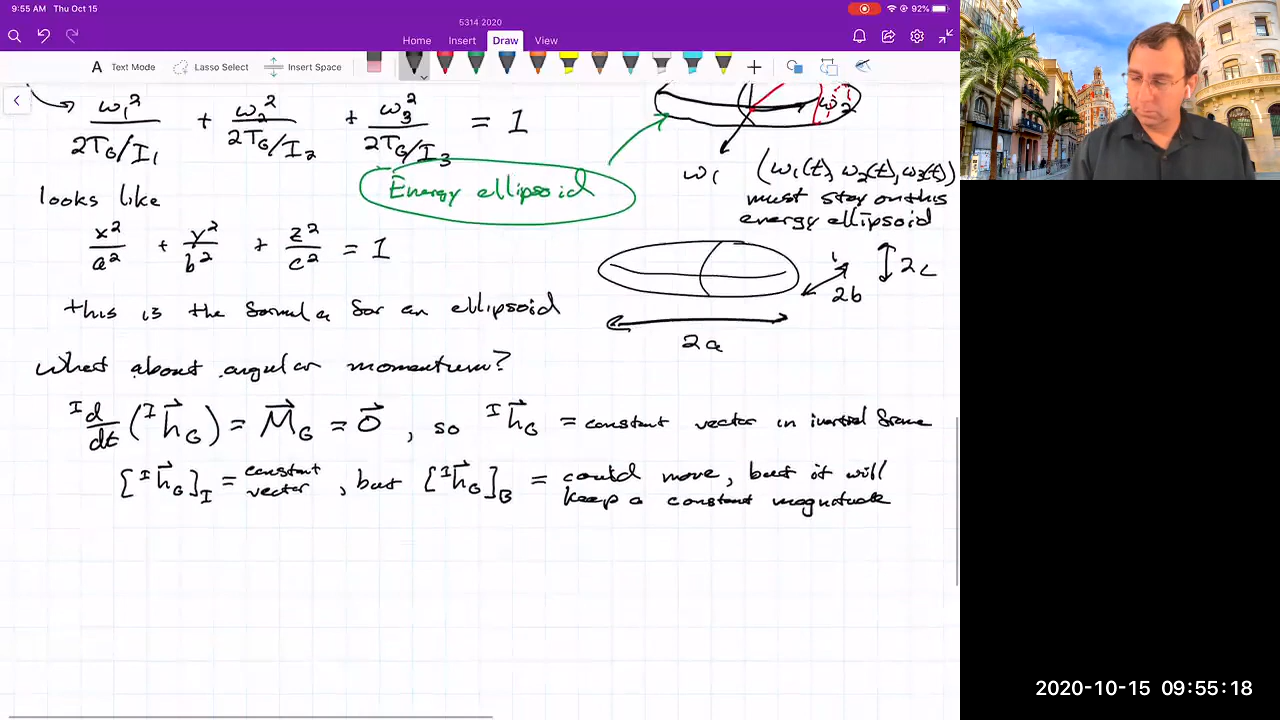 9:55 AM Thu Oct 15
92%
5314 2020
Home Insert Draw View
A Text Mode Lasso Select Insert Space
ω₁²/(2T_G/I₁) + ω₂²/(2T_G/I₂) + ω₃²/(2T_G/I₃) = 1
Energy ellipsoid
ω₁
ω₂
(ω₁(t), ω₂(t), ω₃(t))
must stay on this
energy ellipsoid
looks like
x²/a² + y²/b² + z²/c² = 1
2c
2b
2a
this is the formula for an ellipsoid
What about angular momentum?
ᴵd/dt (ᴵh⃗_G) = M⃗_G = 0⃗, so ᴵh⃗_G = constant vector in inertial frame
[ᴵh⃗_G]_I = constant vector, but [ᴵh⃗_G]_B = could move, but it will
keep a constant magnitude
2020-10-15 09:55:18